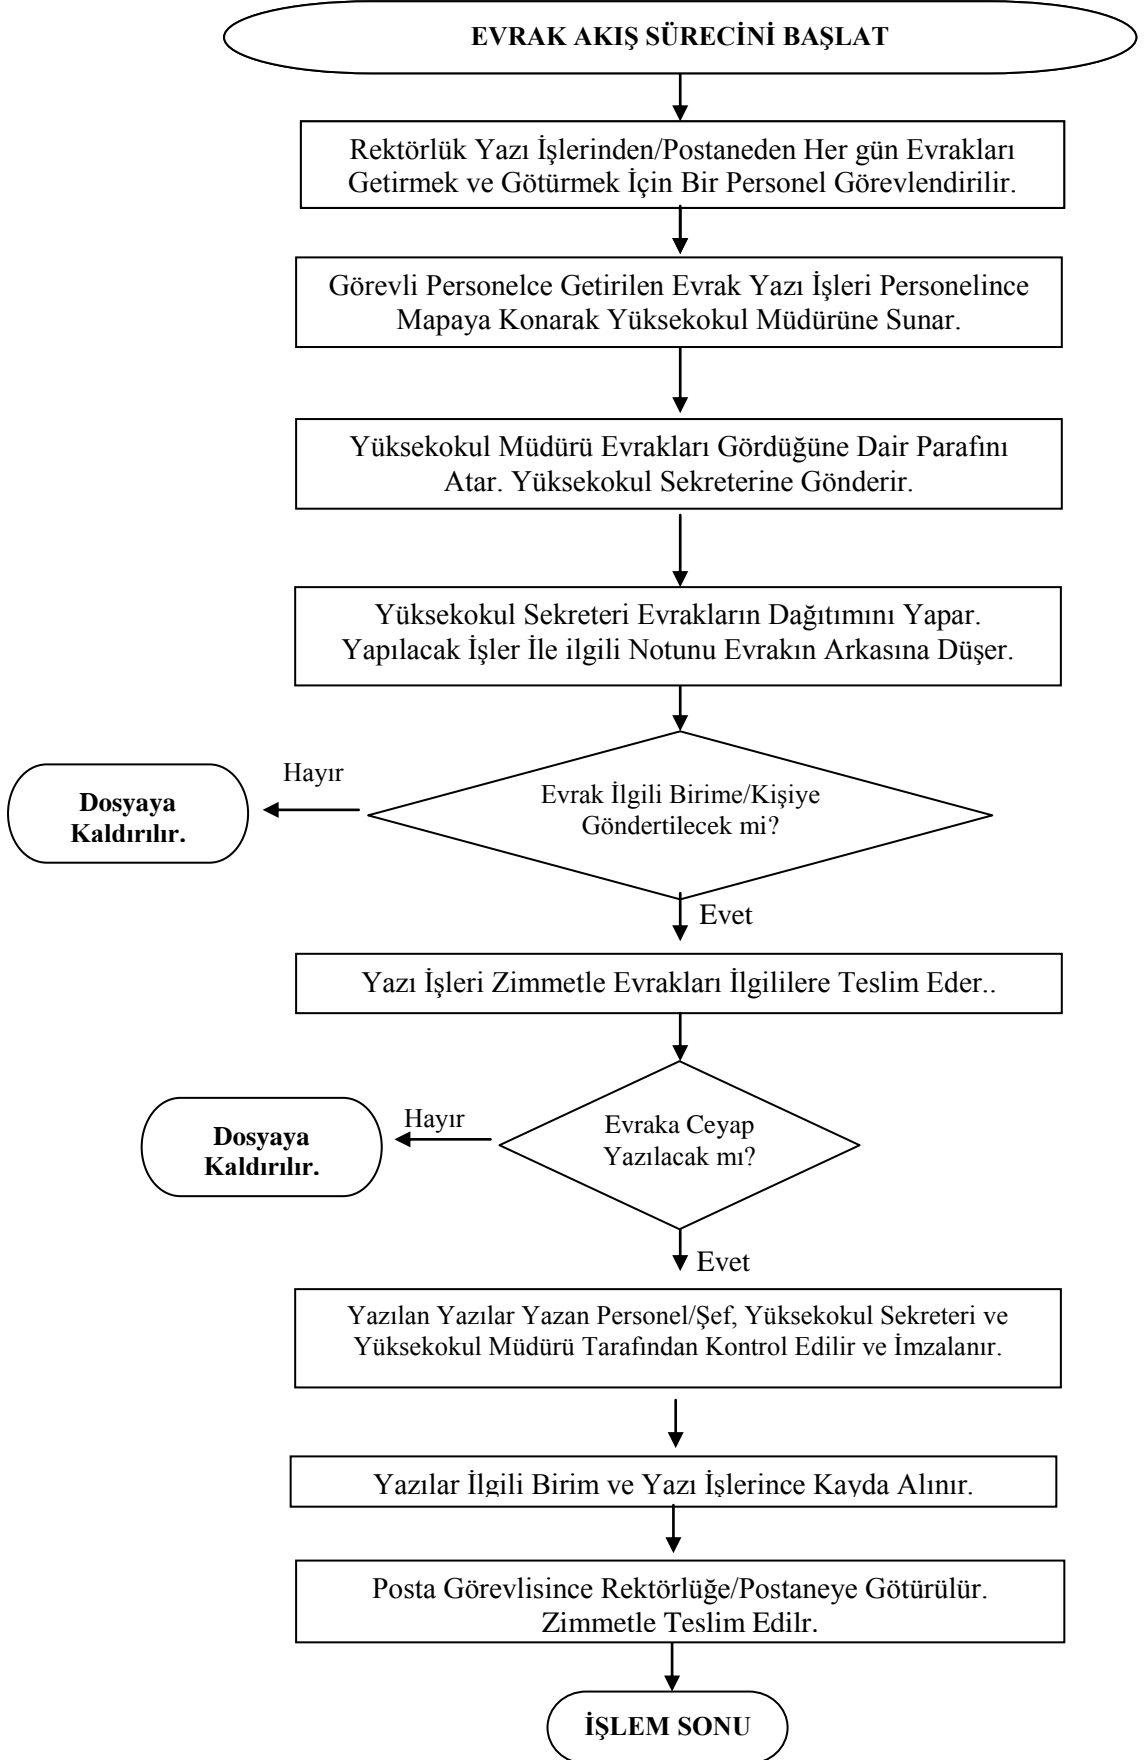 EVRAK AKIŞ SÜRECİNİ BAŞLAT
Rektörlük Yazı İşlerinden/Postaneden Her gün Evrakları
Getirmek ve Götürmek İçin Bir Personel Görevlendirilir.
Görevli Personelce Getirilen Evrak Yazı İşleri Personelince
Mapaya Konarak Yüksekokul Müdürüne Sunar.
Yüksekokul Müdürü Evrakları Gördüğüne Dair Parafını
Atar. Yüksekokul Sekreterine Gönderir.
Yüksekokul Sekreteri Evrakların Dağıtımını Yapar.
Yapılacak İşler İle ilgili Notunu Evrakın Arkasına Düşer.
Hayır
Dosyaya
Kaldırılır.
Evrak İlgili Birime/Kişiye
Göndertilecek mi?
Evet
Yazı İşleri Zimmetle Evrakları İlgililere Teslim Eder..
Hayır
Dosyaya
Kaldırılır.
Evraka Ceyap
Yazılacak mı?
Evet
Yazılan Yazılar Yazan Personel/Şef, Yüksekokul Sekreteri ve
Yüksekokul Müdürü Tarafından Kontrol Edilir ve İmzalanır.
Yazılar İlgili Birim ve Yazı İşlerince Kayda Alınır.
Posta Görevlisince Rektörlüğe/Postaneye Götürülür.
Zimmetle Teslim Edilr.
İŞLEM SONU